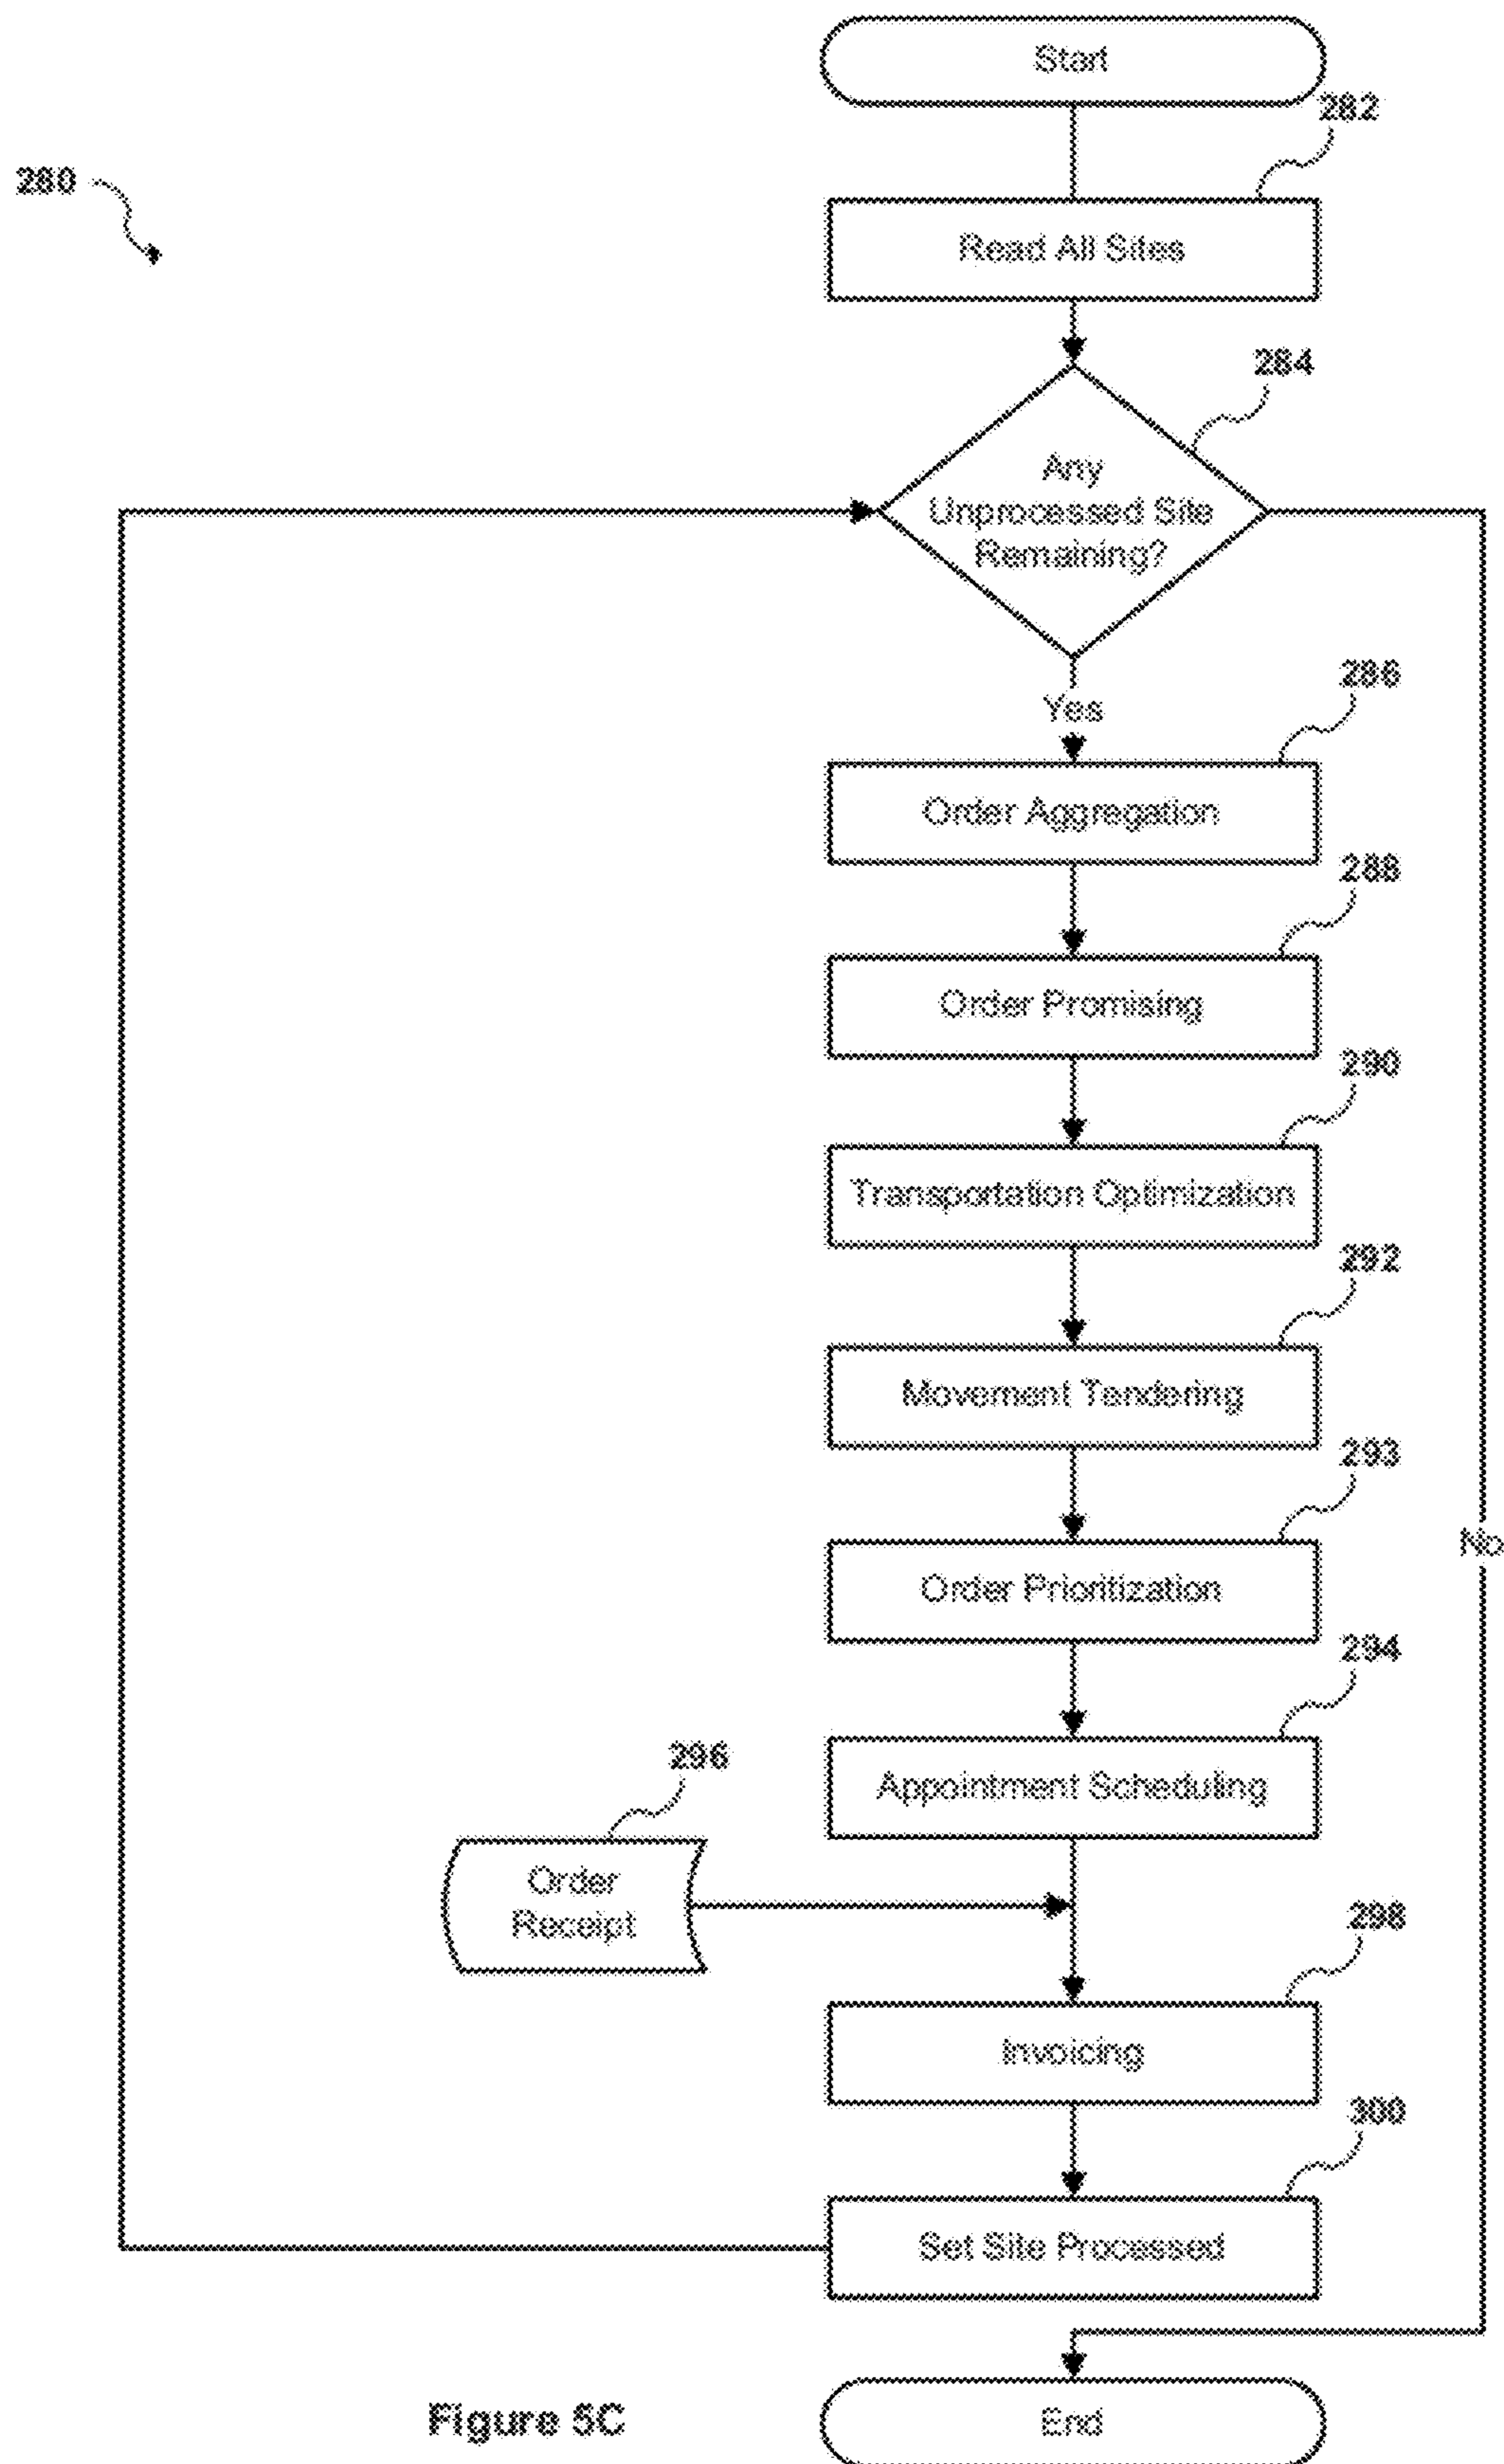 Start
282
280
Read All Sites
284
Any
Unprocessed Site
Remaining?
286
Yes
Order Aggregation
288
Order Promising
290
Transportation Optimization
292
Movement Tendering
293
No
Order Prioritization
294
296
Appointment Scheduling
Order
Receipt
298
Invoicing
300
Set Site Processed
Figure 5C
End